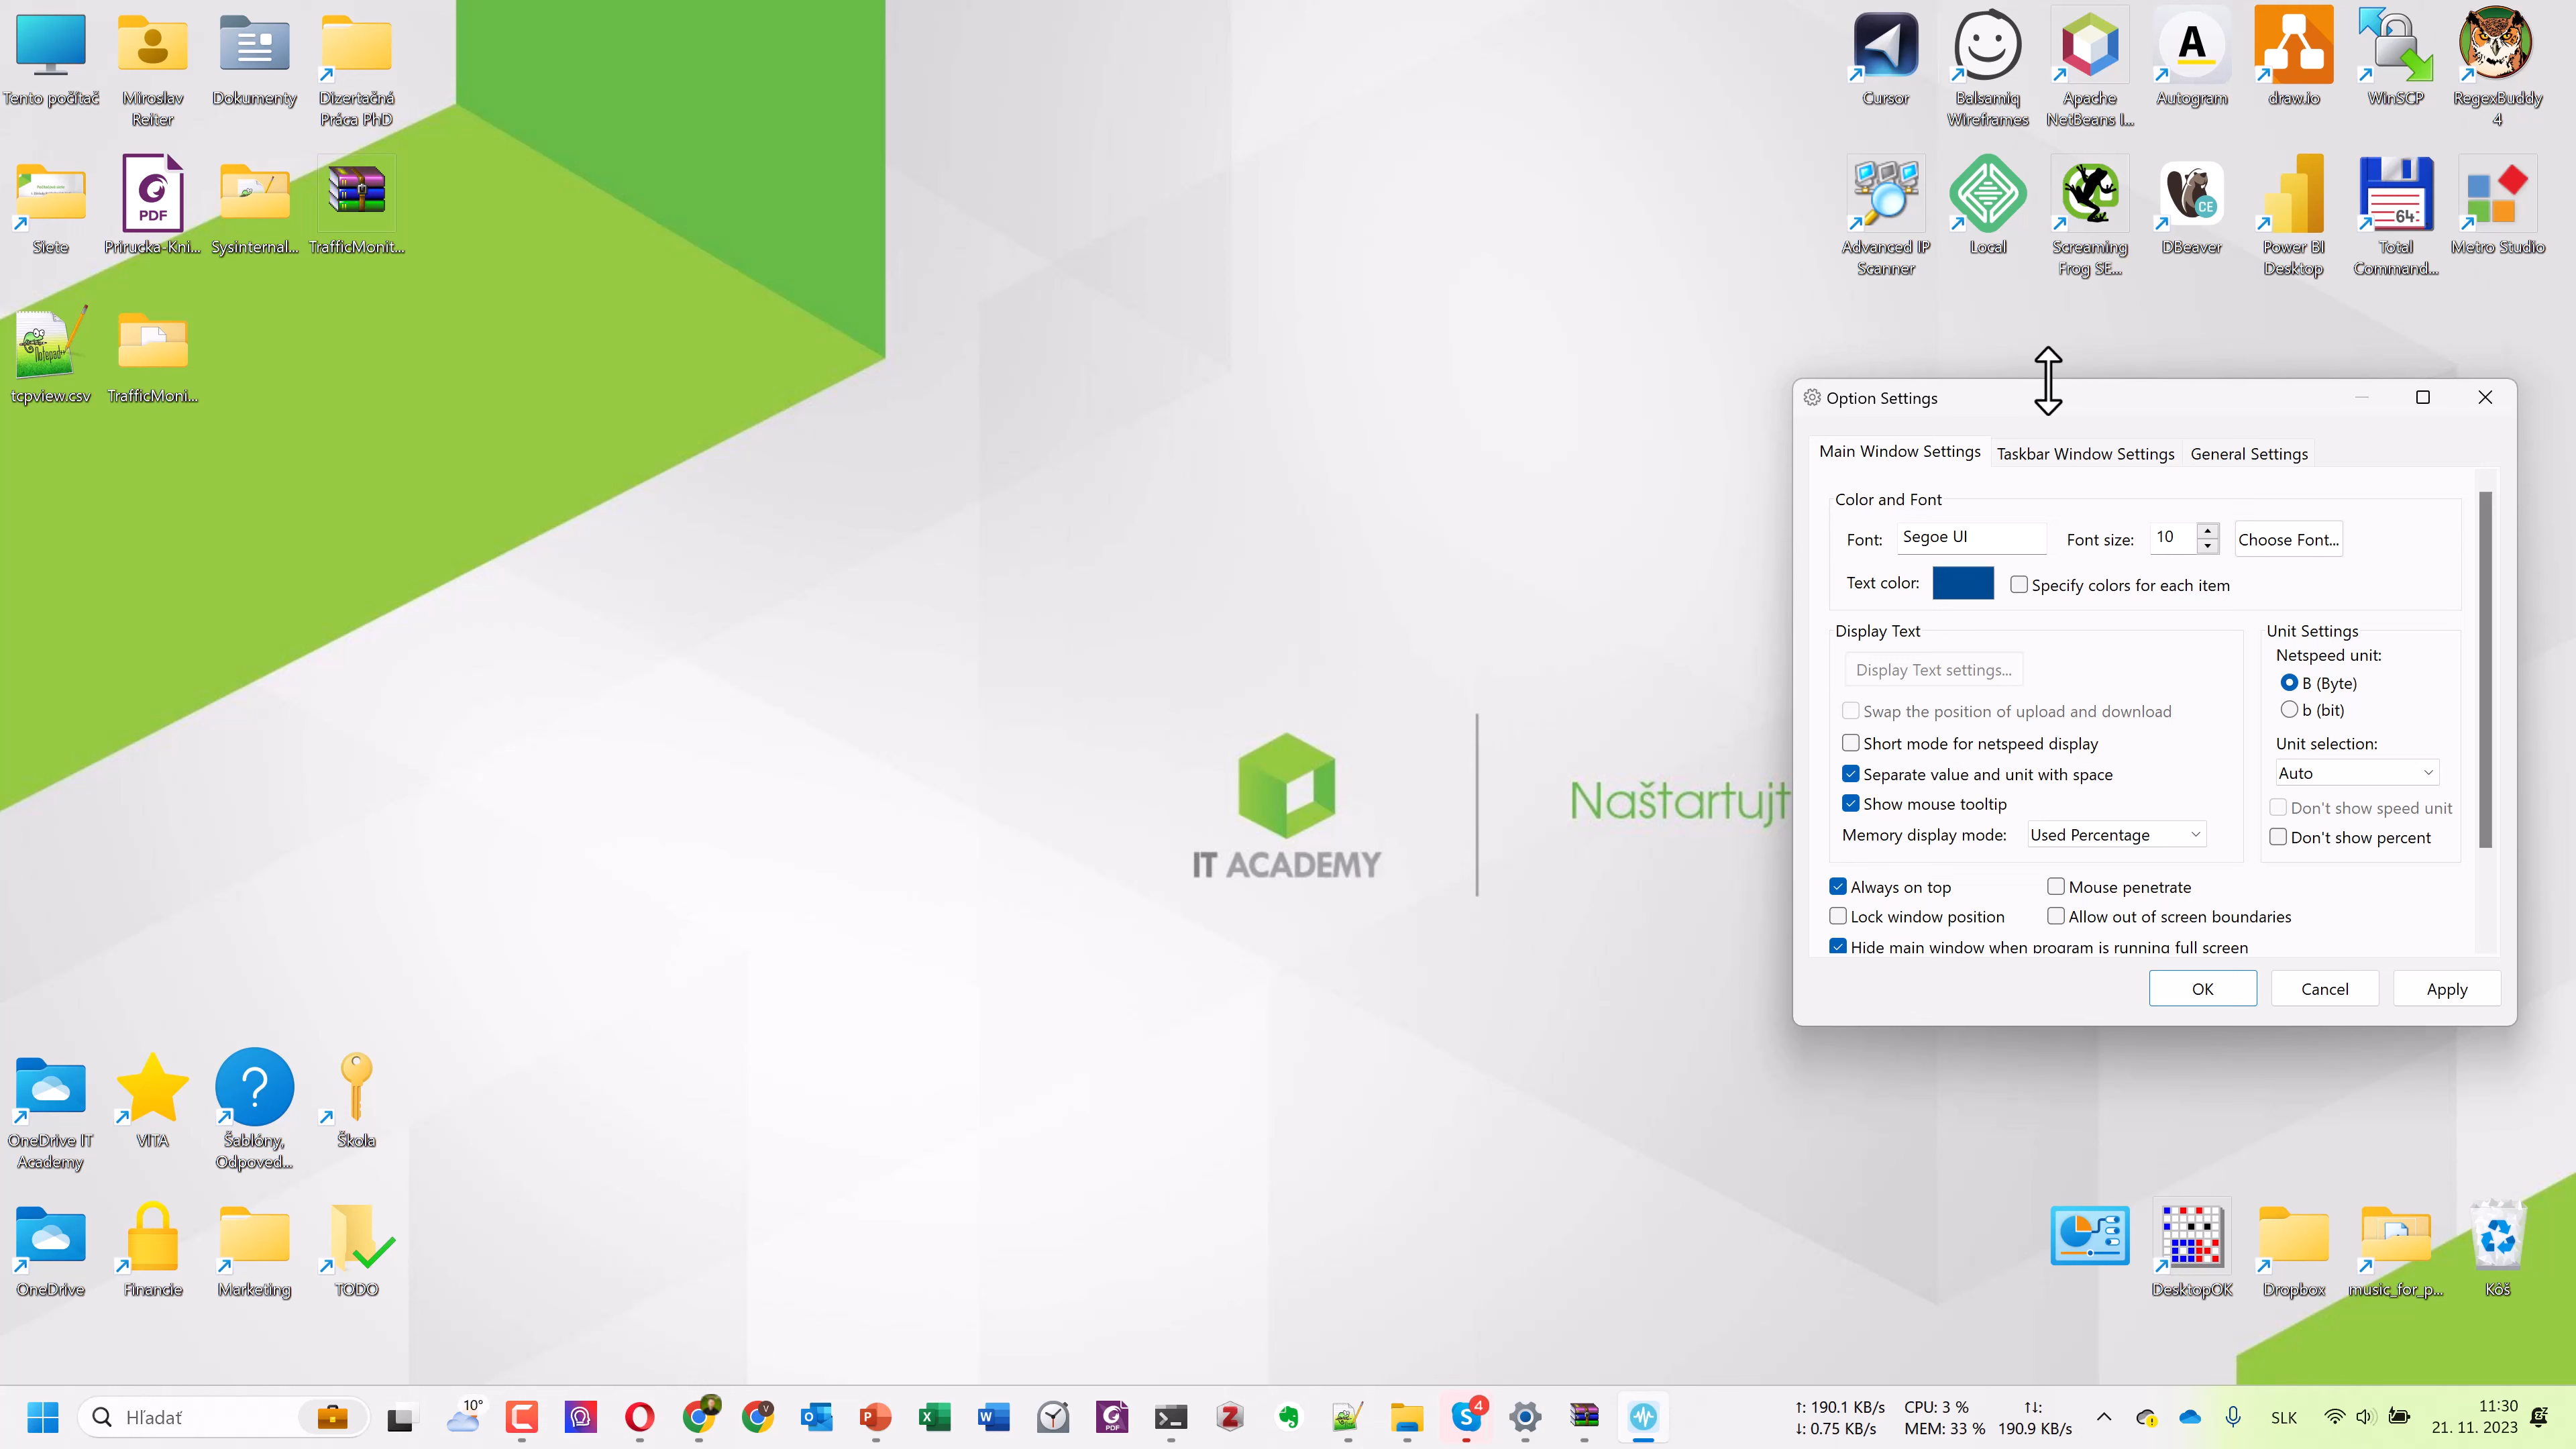 Tento počítač
Miroslav
Reiter
Dokumenty
Dizertačná
Práca PhD
Cursor
Balsamiq
Wireframes
Apache
NetBeans I...
Autogram
draw.io
WinSCP
RegexBuddy
4
Siete
PDF
Prirucka-Kni...
Sysinternal...
TrafficMonit...
Advanced IP
Scanner
Local
Screaming
Frog SE...
CE
DBeaver
Power BI
Desktop
64
Total
Command...
Metro Studio
Notepad++
tcpview.csv
TrafficMoni...
Option Settings
Main Window Settings
Taskbar Window Settings
General Settings
Color and Font
Font:
Segoe UI
Font size:
10
Choose Font...
Text color:
Specify colors for each item
Display Text
Display Text settings...
Swap the position of upload and download
Short mode for netspeed display
Separate value and unit with space
Show mouse tooltip
Memory display mode:
Used Percentage
Unit Settings
Netspeed unit:
B (Byte)
b (bit)
Unit selection:
Auto
Don't show speed unit
Don't show percent
Always on top
Mouse penetrate
Lock window position
Allow out of screen boundaries
Hide main window when program is running full screen
OK
Cancel
Apply
IT ACADEMY
Naštartujt
OneDrive IT
Academy
VITA
Šablóny,
Odpoved...
Škola
OneDrive
Financie
Marketing
TODO
DesktopOK
Dropbox
music_for_p...
Kôš
Hľadať
10°
4
↑: 190.1 KB/s
↓: 0.75 KB/s
CPU: 3 %
MEM: 33 %
↑↓:
190.9 KB/s
SLK
11:30
21. 11. 2023